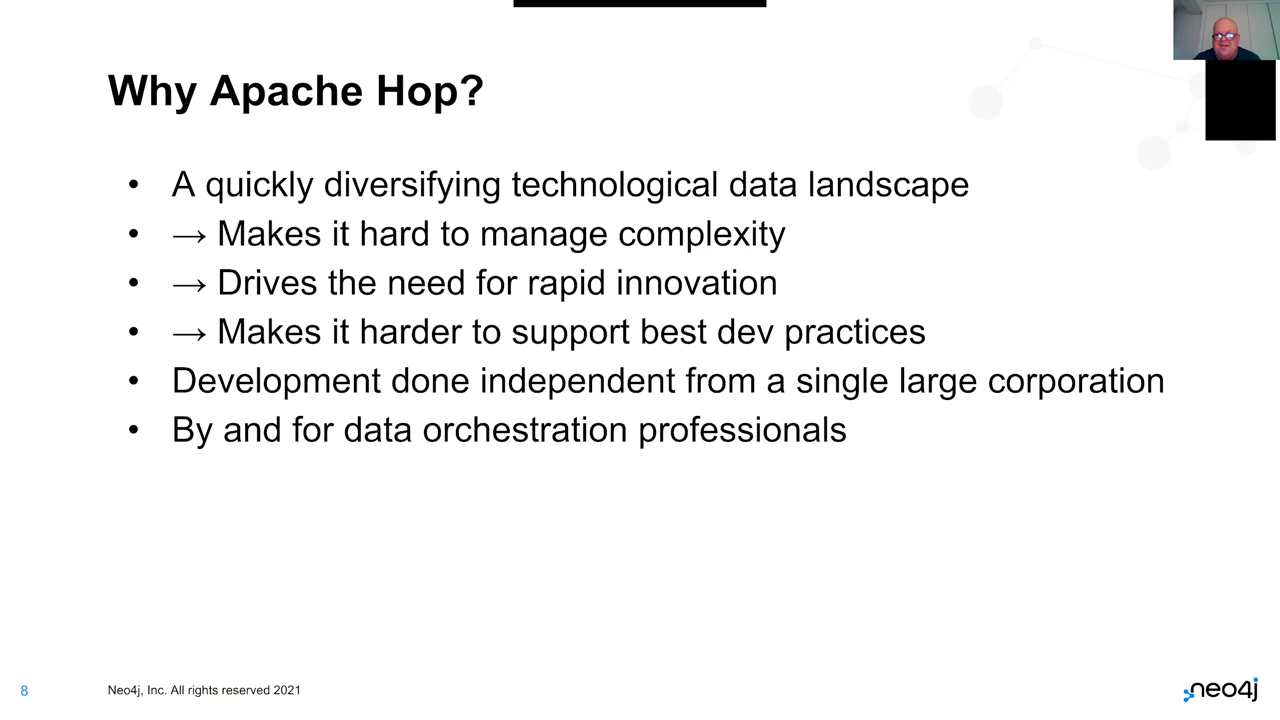 Why Apache Hop?
• A quickly diversifying technological data landscape
• → Makes it hard to manage complexity
• → Drives the need for rapid innovation
• → Makes it harder to support best dev practices
• Development done independent from a single large corporation
• By and for data orchestration professionals
8
Neo4j, Inc. All rights reserved 2021
neo4j